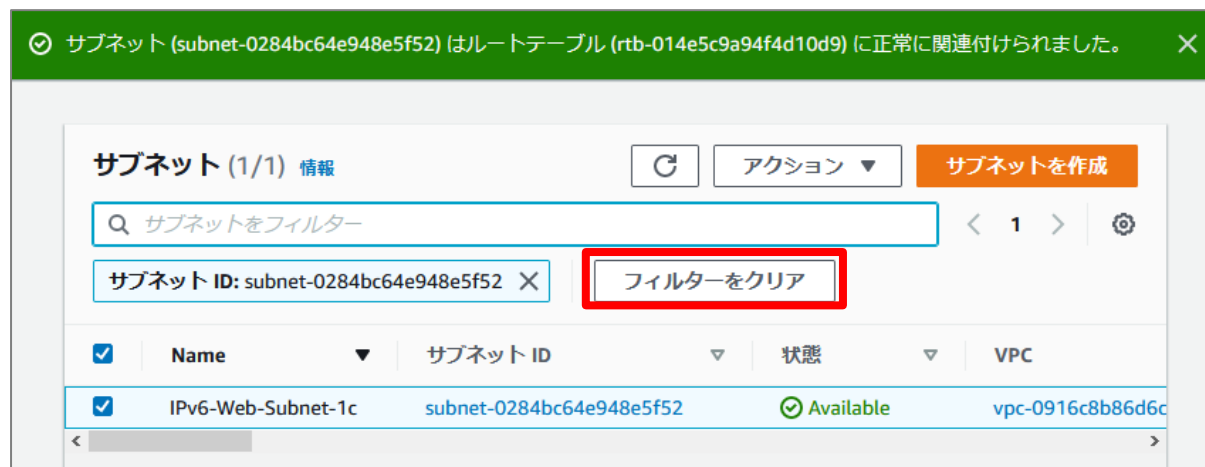 サブネット (subnet-0284bc64e948e5f52) はルートテーブル (rtb-014e5c9a94f4d10d9) に正常に関連付けられました。
サブネット (1/1) 情報
アクション ▼
サブネットを作成
サブネットをフィルター
1
サブネット ID: subnet-0284bc64e948e5f52
フィルターをクリア
Name サブネット ID 状態 VPC
IPv6-Web-Subnet-1c subnet-0284bc64e948e5f52 Available vpc-0916c8b86d6c